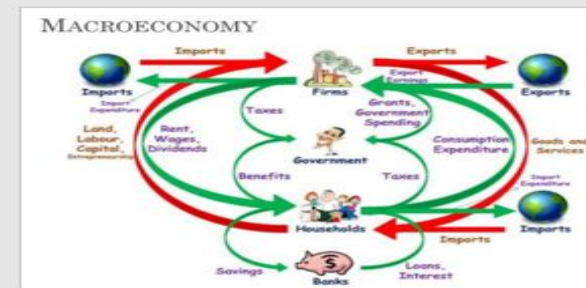 MACROECONOMY
Imports
Exports
Imports
Import
Expenditure
Firms
Export
Earnings
Exports
Taxes
Grants,
Government
Spending
Land,
Labour,
Capital,
Entrepreneurship
Rent,
Wages,
Dividends
Government
Consumption
Expenditure
Goods and
Services
Benefits
Taxes
Import
Expenditure
Households
Imports
Imports
Savings
$
Banks
Loans,
Interest